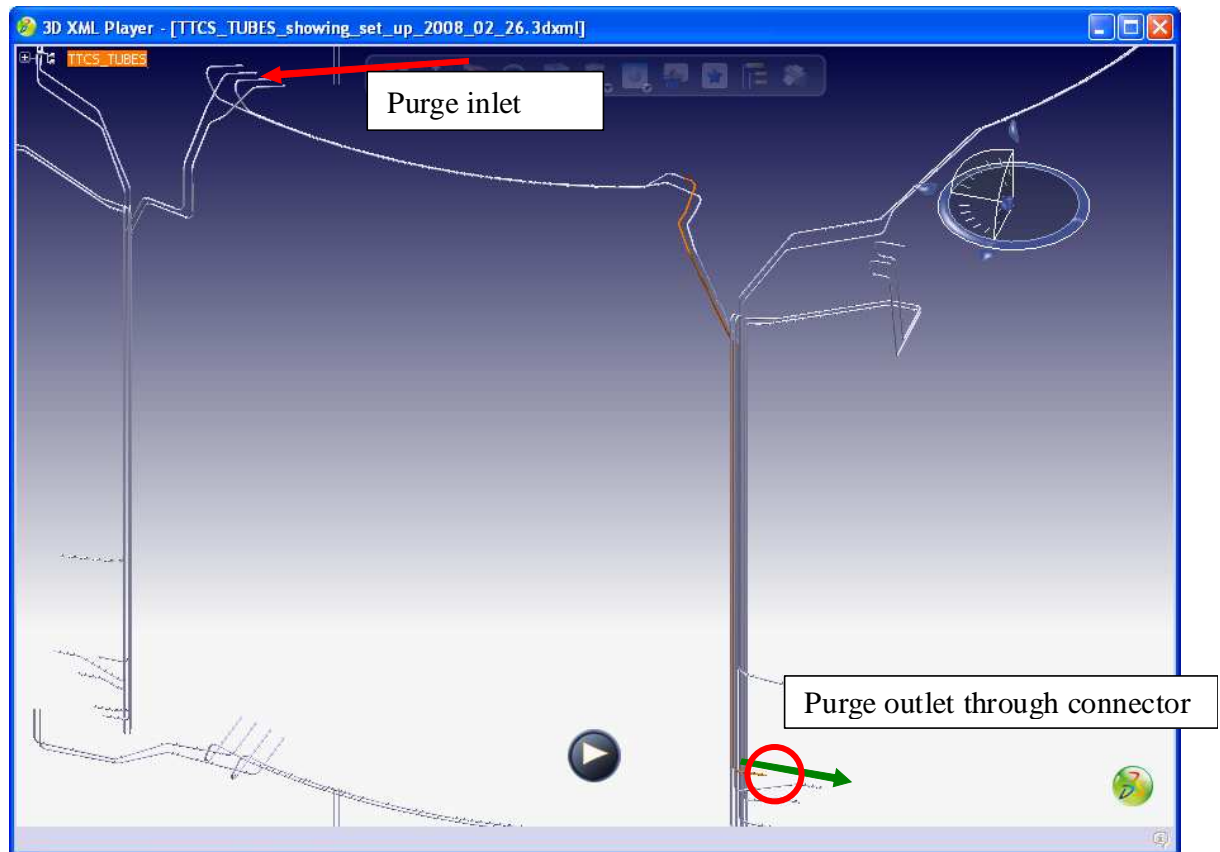 3D XML Player - [TTCS_TUBES_showing_set_up_2008_02_26.3dxml]
TTCS_TUBES
Purge inlet
Purge outlet through connector